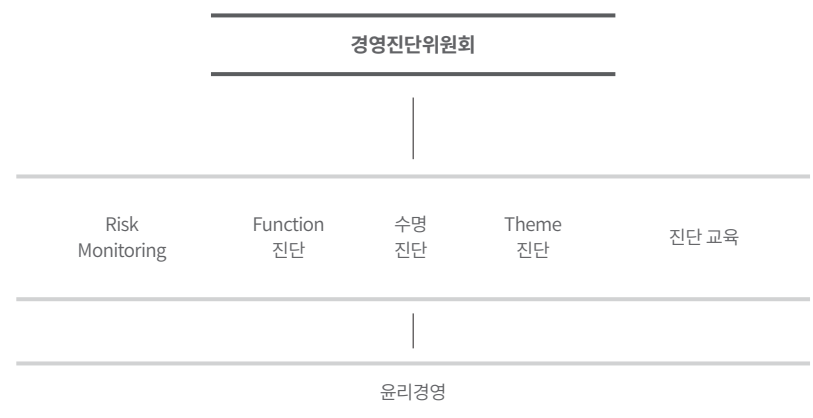 경영진단위원회
Risk
Monitoring
Function
진단
수명
진단
Theme
진단
진단 교육
윤리경영